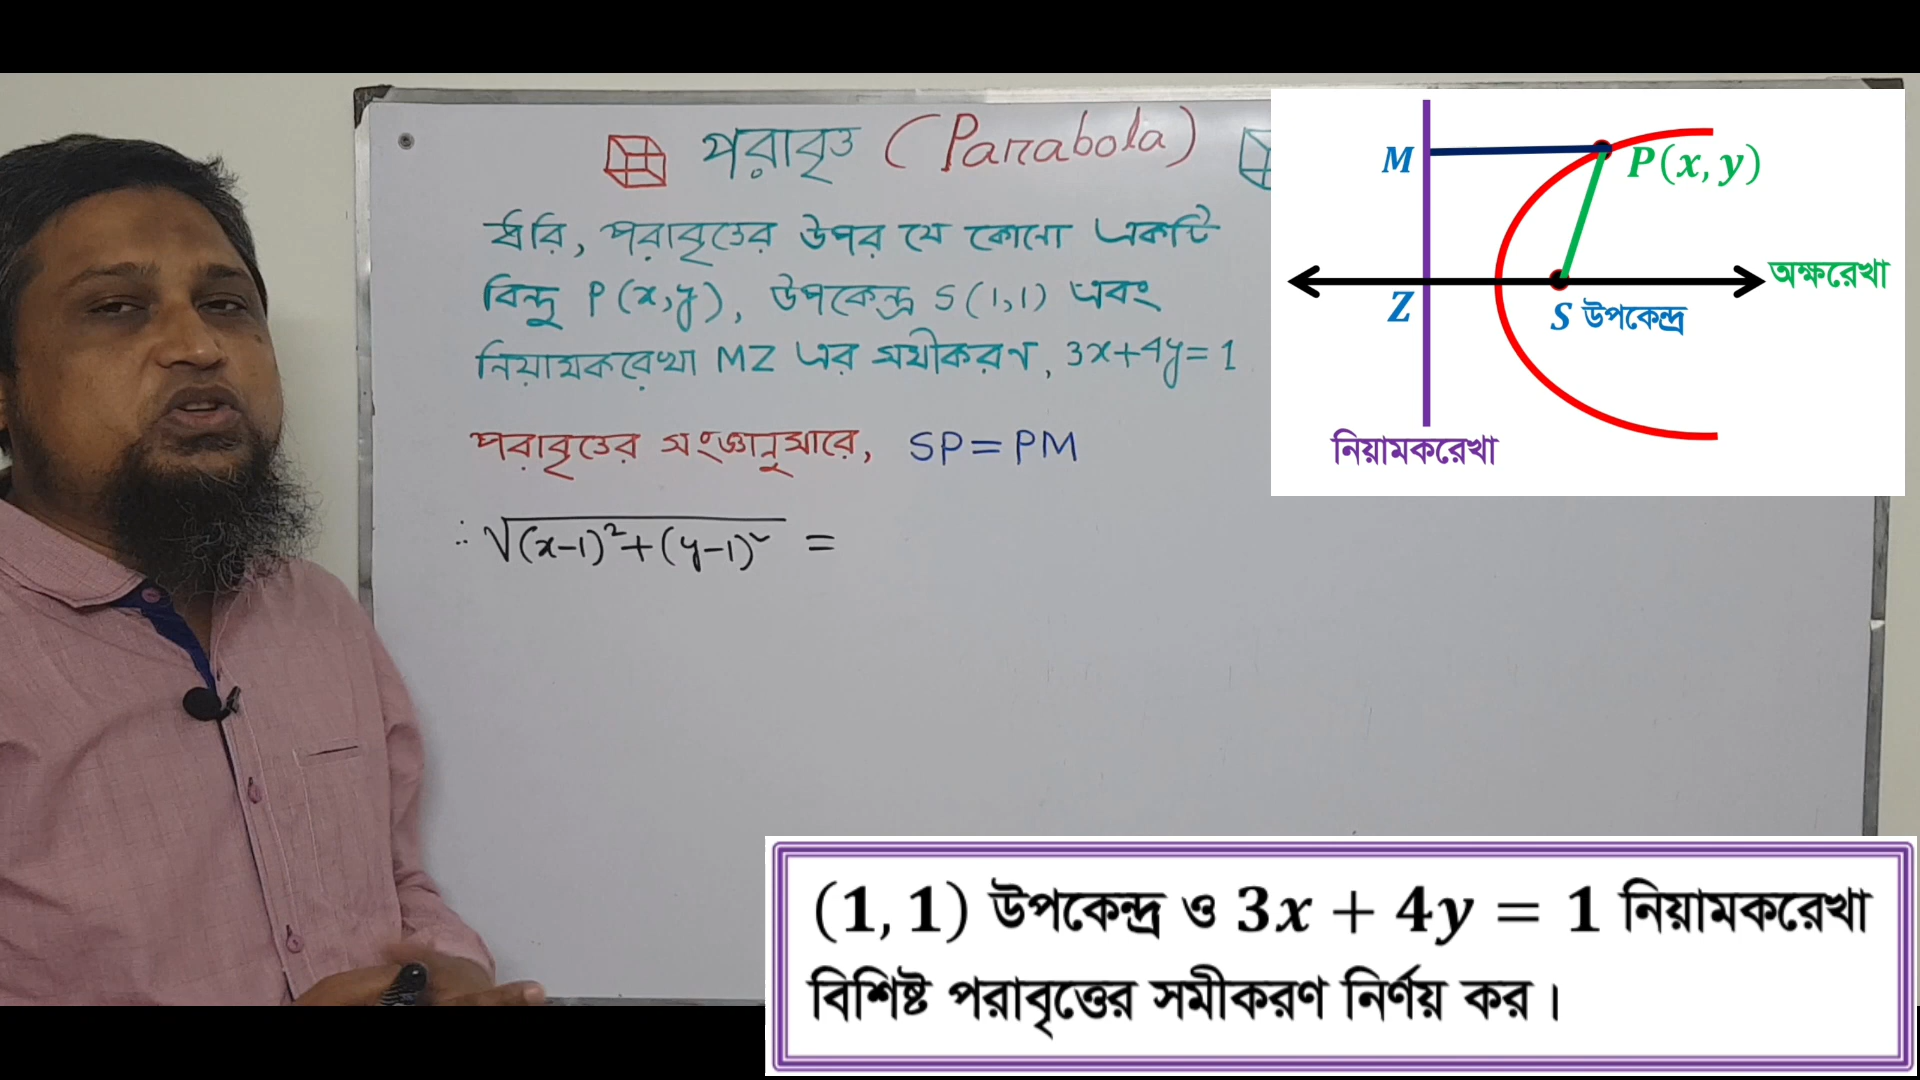 পরাবৃত্ত (Parabola)
ধরি, পরাবৃত্তের উপর যে কোনো একটি
বিন্দু P(x,y), উপকেন্দ্র S(1,1) এবং
নিয়ামকরেখা MZ এর সমীকরণ, 3x+4y=1
পরাবৃত্তের সংজ্ঞানুসারে, SP=PM
∴ √(x-1)²+(y-1)² =
M
P(x, y)
অক্ষরেখা
Z
S উপকেন্দ্র
নিয়ামকরেখা
(1, 1) উপকেন্দ্র ও 3x + 4y = 1 নিয়ামকরেখা
বিশিষ্ট পরাবৃত্তের সমীকরণ নির্ণয় কর।